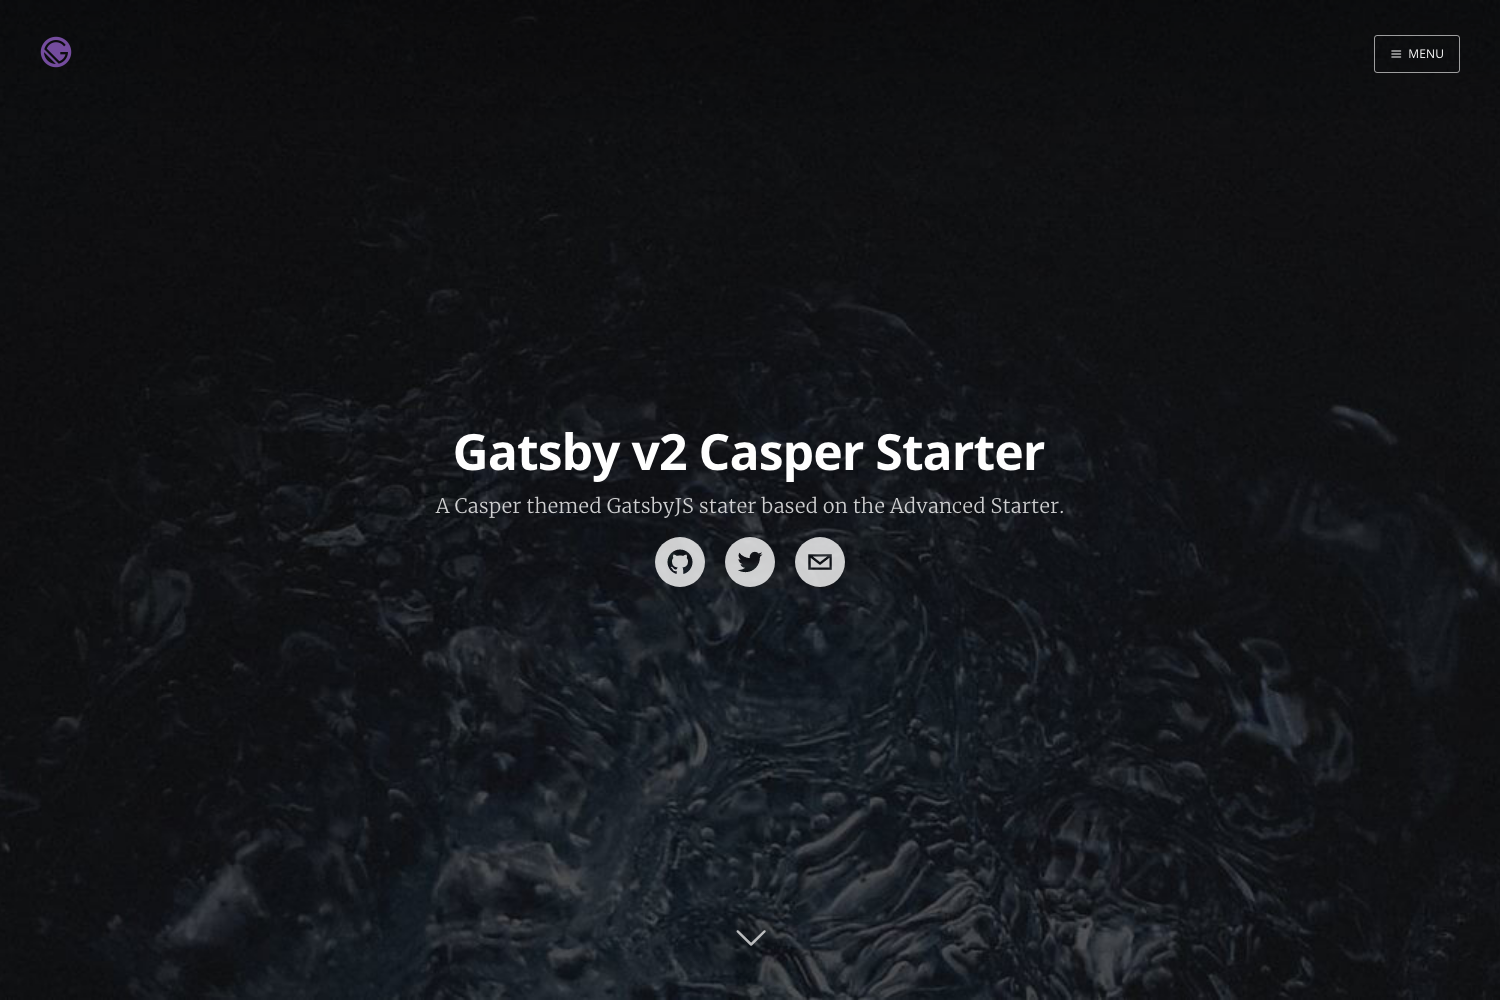 MENU
Gatsby v2 Casper Starter
A Casper themed GatsbyJS stater based on the Advanced Starter.